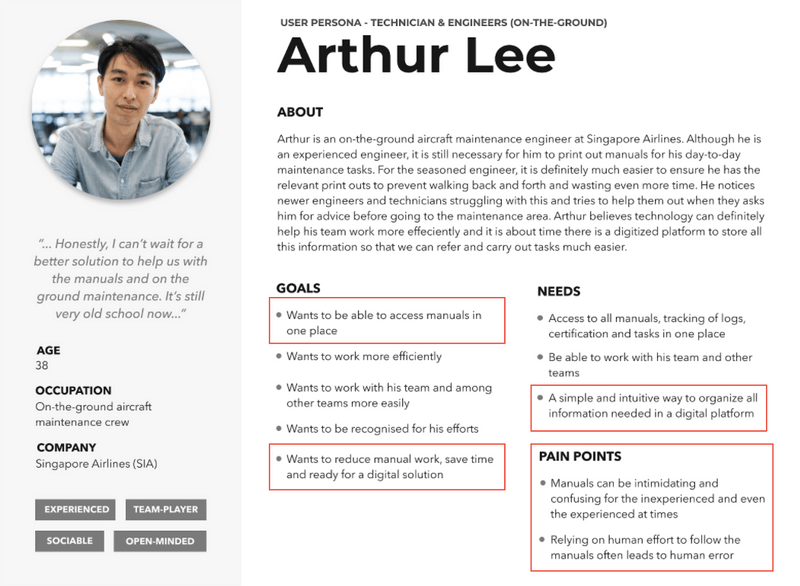 USER PERSONA - TECHNICIAN & ENGINEERS (ON-THE-GROUND)
Arthur Lee
ABOUT
Arthur is an on-the-ground aircraft maintenance engineer at Singapore Airlines. Although he is
an experienced engineer, it is still necessary for him to print out manuals for his day-to-day
maintenance tasks. For the seasoned engineer, it is definitely much easier to ensure he has the
relevant print outs to prevent walking back and forth and wasting even more time. He notices
newer engineers and technicians struggling with this and tries to help them out when they asks
him for advice before going to the maintenance area. Arthur believes technology can definitely
help his team work more effeciently and it is about time there is a digitized platform to store all
this information so that we can refer and carry out tasks much easier.
"... Honestly, I can't wait for a
better solution to help us with
the manuals and on the
ground maintenance. It's still
very old school now..."
AGE
38
OCCUPATION
On-the-ground aircraft
maintenance crew
COMPANY
Singapore Airlines (SIA)
EXPERIENCED
TEAM-PLAYER
SOCIABLE
OPEN-MINDED
GOALS
Wants to be able to access manuals in
one place
Wants to work more efficiently
Wants to work with his team and among
other teams more easily
Wants to be recognised for his efforts
Wants to reduce manual work, save time
and ready for a digital solution
NEEDS
Access to all manuals, tracking of logs,
certification and tasks in one place
Be able to work with his team and other
teams
A simple and intuitive way to organize all
information needed in a digital platform
PAIN POINTS
Manuals can be intimidating and
confusing for the inexperienced and even
the experienced at times
Relying on human effort to follow the
manuals often leads to human error